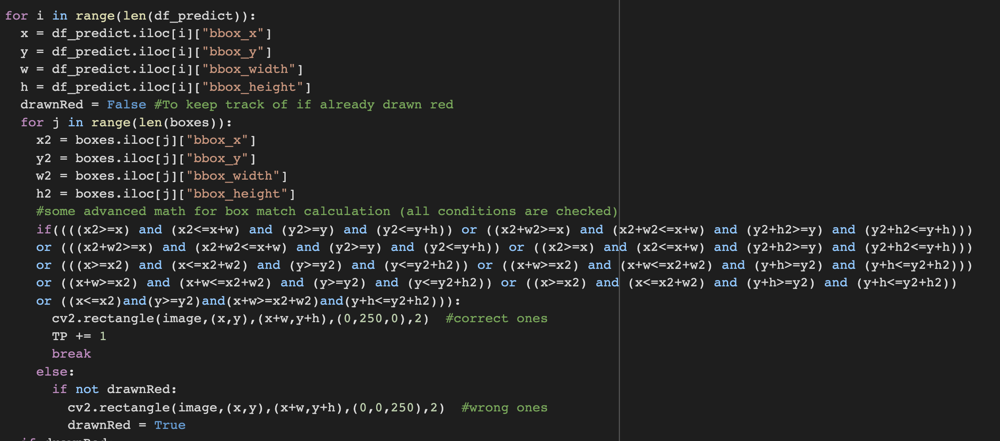 for i in range(len(df_predict)):
  x = df_predict.iloc[i]["bbox_x"]
  y = df_predict.iloc[i]["bbox_y"]
  w = df_predict.iloc[i]["bbox_width"]
  h = df_predict.iloc[i]["bbox_height"]
  drawnRed = False #To keep track of if already drawn red
  for j in range(len(boxes)):
    x2 = boxes.iloc[j]["bbox_x"]
    y2 = boxes.iloc[j]["bbox_y"]
    w2 = boxes.iloc[j]["bbox_width"]
    h2 = boxes.iloc[j]["bbox_height"]
    #some advanced math for box match calculation (all conditions are checked)
    if((((x2>=x) and (x2<=x+w) and (y2>=y) and (y2<=y+h)) or ((x2+w2>=x) and (x2+w2<=x+w) and (y2+h2>=y) and (y2+h2<=y+h)))
    or (((x2+w2>=x) and (x2+w2<=x+w) and (y2>=y) and (y2<=y+h)) or ((x2>=x) and (x2<=x+w) and (y2+h2>=y) and (y2+h2<=y+h)))
    or (((x>=x2) and (x<=x2+w2) and (y>=y2) and (y<=y2+h2)) or ((x+w>=x2) and (x+w<=x2+w2) and (y+h>=y2) and (y+h<=y2+h2)))
    or ((x+w>=x2) and (x+w<=x2+w2) and (y>=y2) and (y<=y2+h2)) or ((x>=x2) and (x<=x2+w2) and (y+h>=y2) and (y+h<=y2+h2))
    or ((x<=x2)and(y>=y2)and(x+w>=x2+w2)and(y+h<=y2+h2))):
      cv2.rectangle(image,(x,y),(x+w,y+h),(0,250,0),2)  #correct ones
      TP += 1
      break
    else:
      if not drawnRed:
        cv2.rectangle(image,(x,y),(x+w,y+h),(0,0,250),2)  #wrong ones
        drawnRed = True